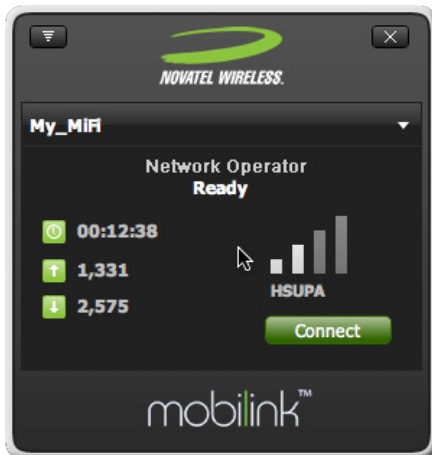 NOVATEL WIRELESS.
My_MiFi
Network Operator
Ready
00:12:38
1,331
2,575
HSUPA
Connect
mobilink™